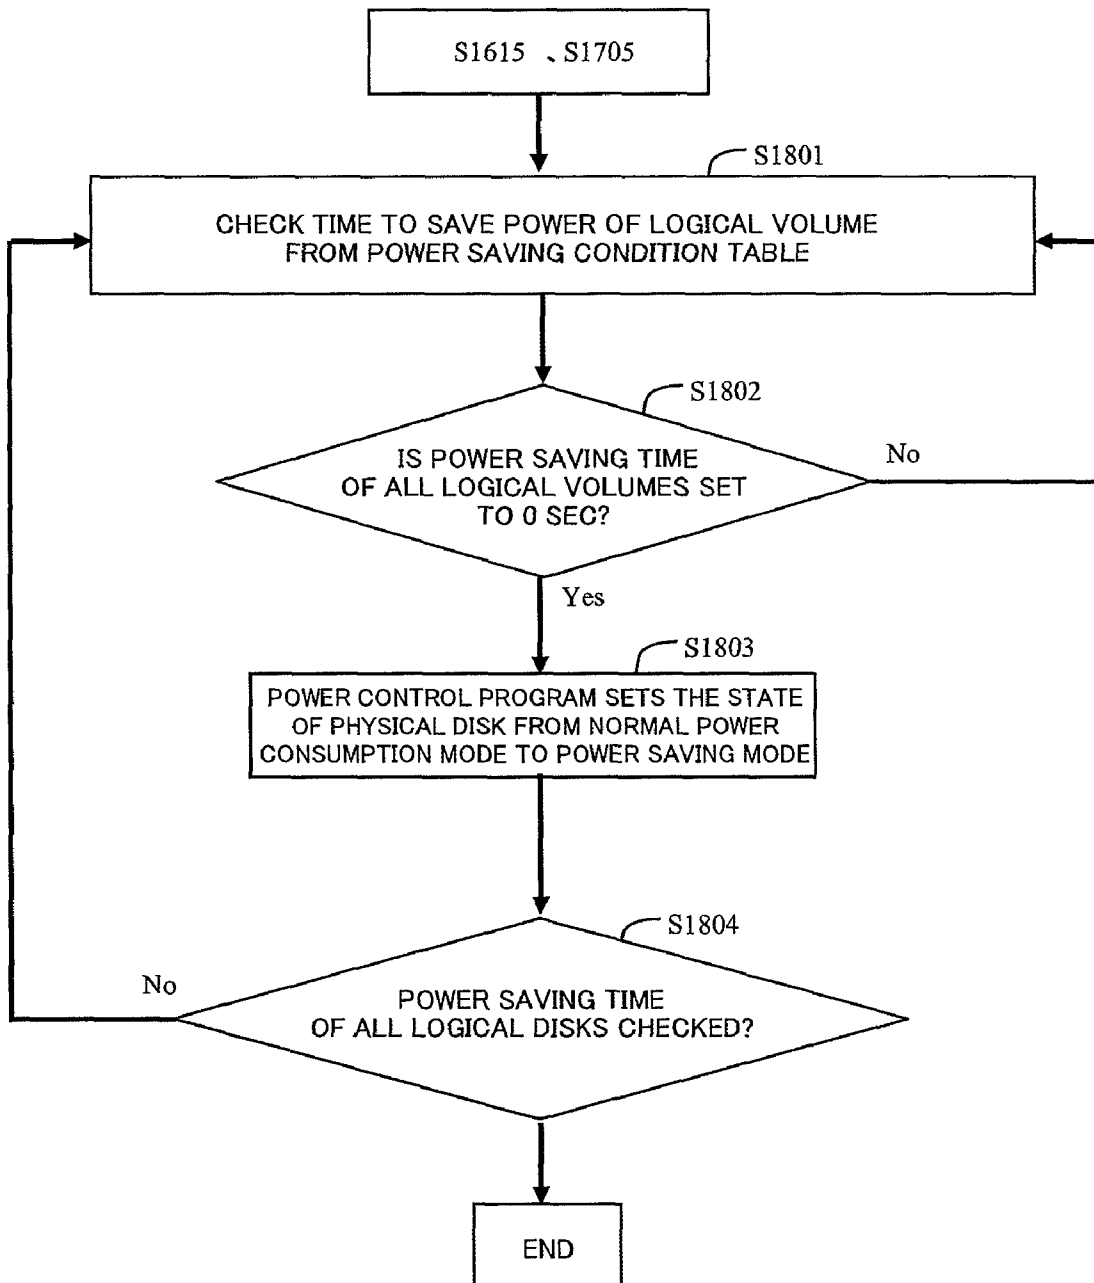 S1615 、S1705
S1801
CHECK TIME TO SAVE POWER OF LOGICAL VOLUME
FROM POWER SAVING CONDITION TABLE
S1802
IS POWER SAVING TIME
OF ALL LOGICAL VOLUMES SET
TO 0 SEC?
No
Yes
S1803
POWER CONTROL PROGRAM SETS THE STATE
OF PHYSICAL DISK FROM NORMAL POWER
CONSUMPTION MODE TO POWER SAVING MODE
S1804
No
POWER SAVING TIME
OF ALL LOGICAL DISKS CHECKED?
END